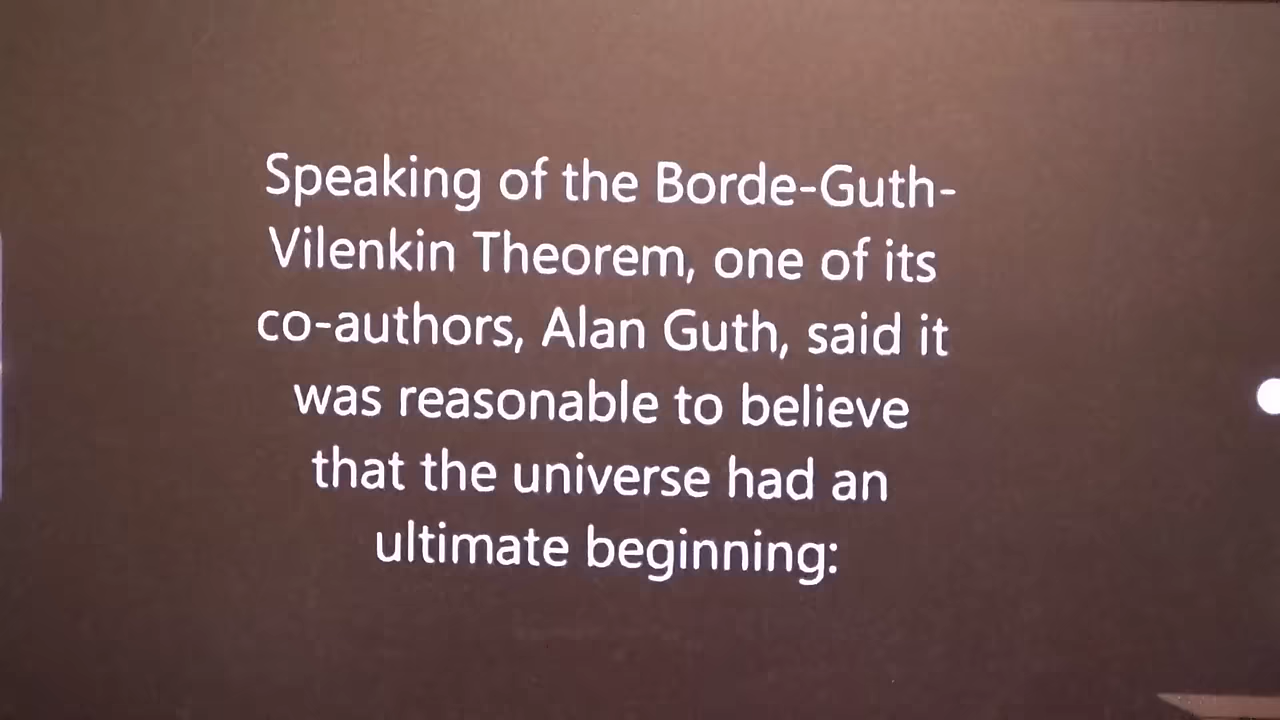 Speaking of the Borde-Guth-
Vilenkin Theorem, one of its
co-authors, Alan Guth, said it
was reasonable to believe
that the universe had an
ultimate beginning: